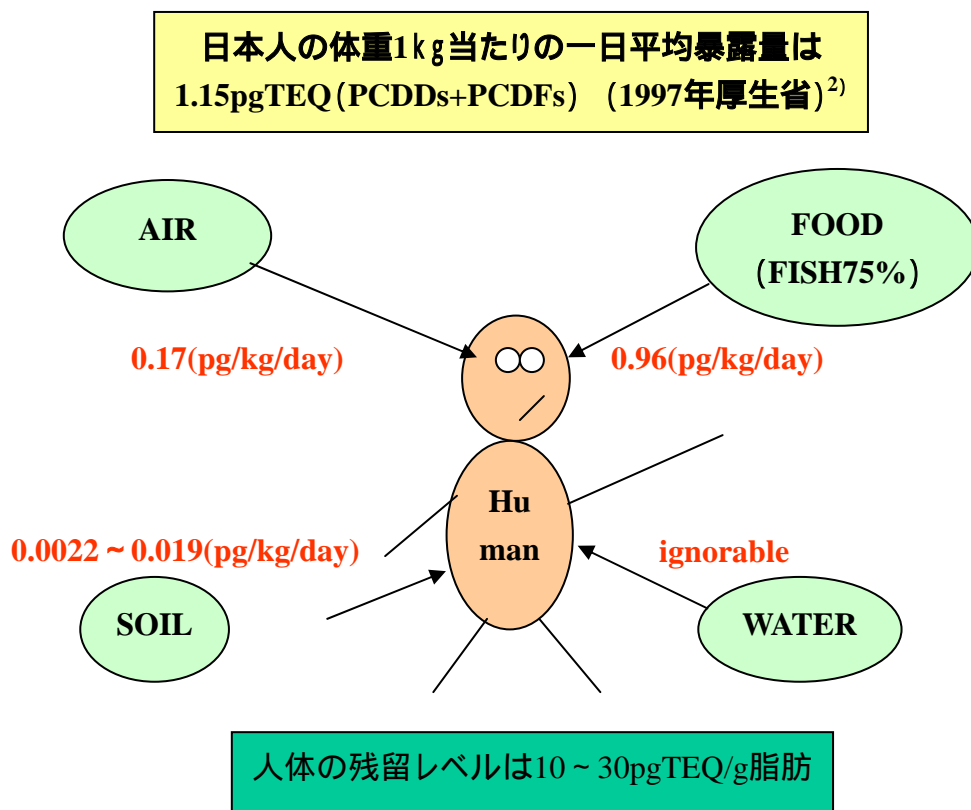 日本人の体重1kg当たりの一日平均暴露量は
1.15pgTEQ(PCDDs+PCDFs) (1997年厚生省)2)
AIR
FOOD
(FISH75%)
0.17(pg/kg/day)
0.96(pg/kg/day)
Hu
man
0.0022～0.019(pg/kg/day)
ignorable
SOIL
WATER
人体の残留レベルは10～30pgTEQ/g脂肪